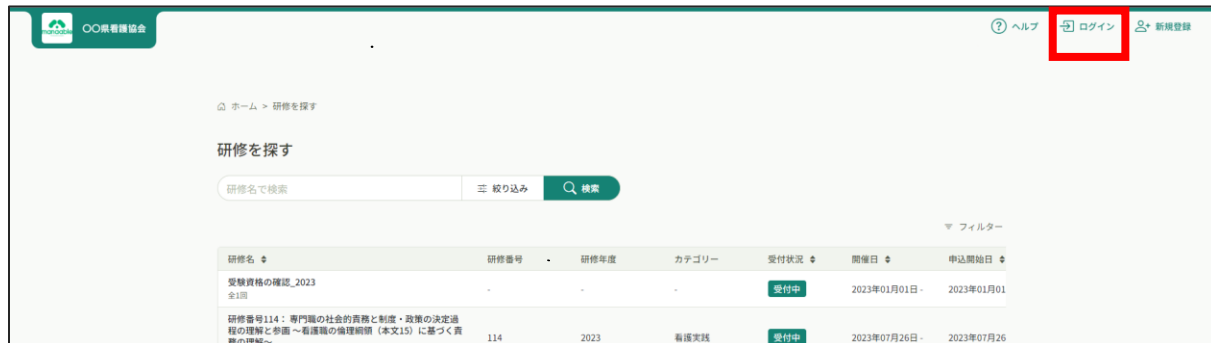 manaable
〇〇県看護協会
ヘルプ
ログイン
新規登録
ホーム > 研修を探す
研修を探す
研修名で検索
絞り込み
検索
フィルター
研修名 研修番号 研修年度 カテゴリー 受付状況 開催日 申込開始日
受験資格の確認_2023
全1回
- - - 受付中 2023年01月01日 - 2023年01月01
研修番号114： 専門職の社会的責務と制度・政策の決定過
程の理解と参画 ～看護職の倫理綱領（本文15）に基づく責
務の理解～
114 2023 看護実践 受付中 2023年07月26日 - 2023年07月26